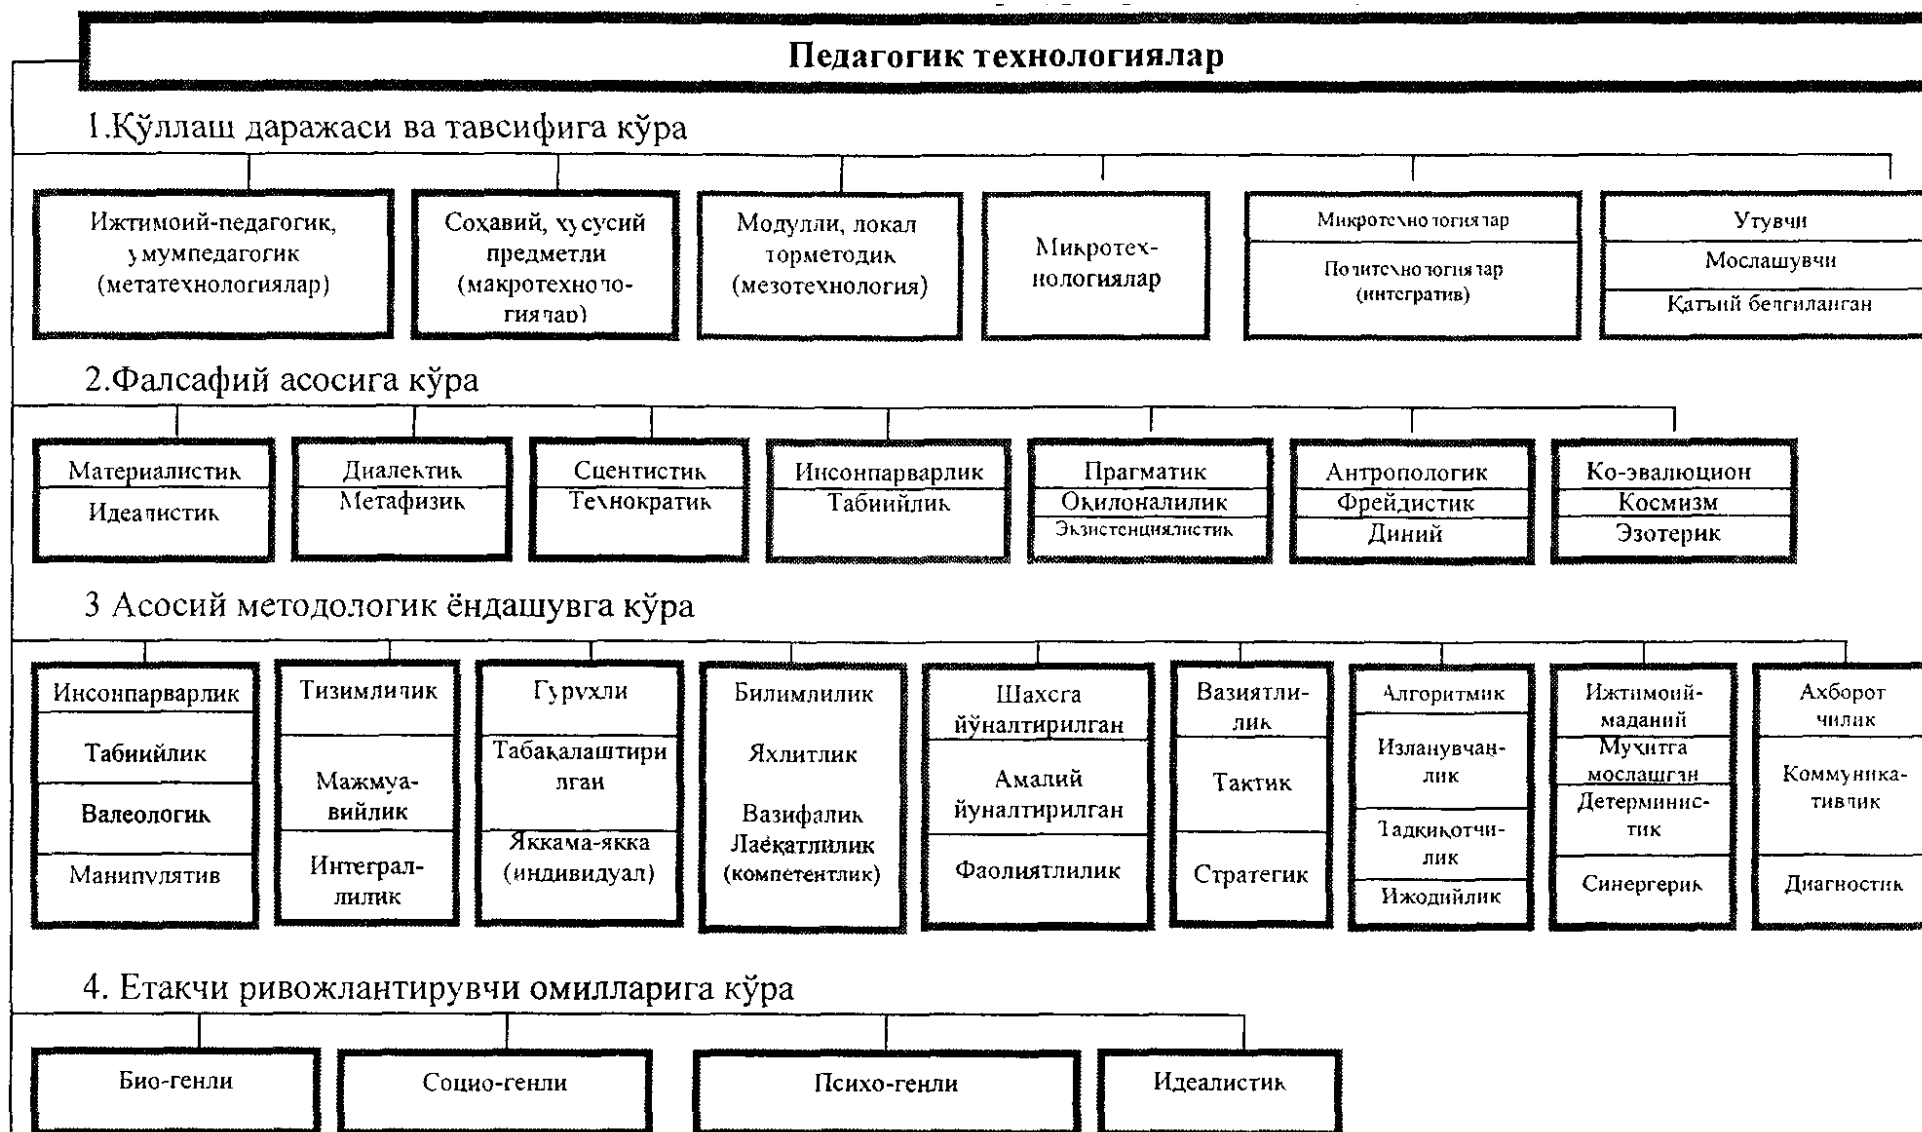 Педагогик технологиялар
1.Қўллаш даражаси ва тавсифига кўра
Ижтимоий-педагогик,
умумпедагогик
(метатехнологиялар)
Соҳавий, хусусий
предметли
(макротехноло-
гиялар)
Модулли, локал
торметодик
(мезотехнология)
Микротех-
нологиялар
Микротехнологиялар
Политехнологиялар
(интегратив)
Утувчи
Мослашувчи
Қатъий белгиланган
2.Фалсафий асосига кўра
Материалистик
Идеалистик
Диалектик
Метафизик
Сцентистик
Технократик
Инсонпарварлик
Табиийлик
Прагматик
Оқилоналилик
Экзистенциялистик
Антропологик
Фрейдистик
Диний
Ко-эвалюцион
Космизм
Эзотерик
3 Асосий методологик ёндашувга кўра
Инсонпарварлик
Табиийлик
Валеологик
Манипулятив
Тизимлилик
Мажмуа-
вийлик
Интеграл-
лилик
Гурухли
Табақалаштири
лган
Яккама-якка
(индивидуал)
Билимлилик
Яхлитлик
Вазифалик
Лаёқатлилик
(компетентлик)
Шахсга
йўналтирилган
Амалий
йуналтирилган
Фаолиятлилик
Вазиятли-
лик
Тактик
Стратегик
Алгоритмик
Изланувчан-
лик
Тадқиқотчи-
лик
Ижодийлик
Ижтимоий-
маданий
Муҳитга
мослашган
Детерминис-
тик
Синергерик
Ахборот
чилик
Коммуника-
тивлик
Диагностик
4. Етакчи ривожлантирувчи омилларига кўра
Био-генли
Социо-генли
Психо-генли
Идеалистик